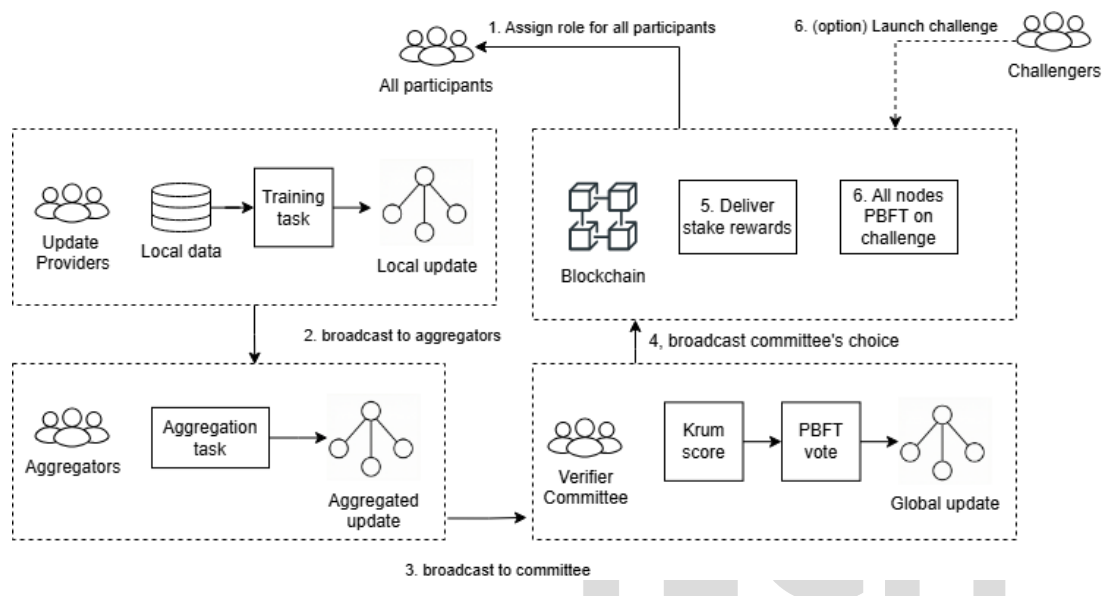 1. Assign role for all participants
6. (option) Launch challenge
All participants
Challengers
Update
Providers
Local data
Training
task
Local update
Blockchain
5. Deliver
stake rewards
6. All nodes
PBFT on
challenge
2. broadcast to aggregators
4, broadcast committee's choice
Aggregators
Aggregation
task
Aggregated
update
Verifier
Committee
Krum
score
PBFT
vote
Global update
3. broadcast to committee